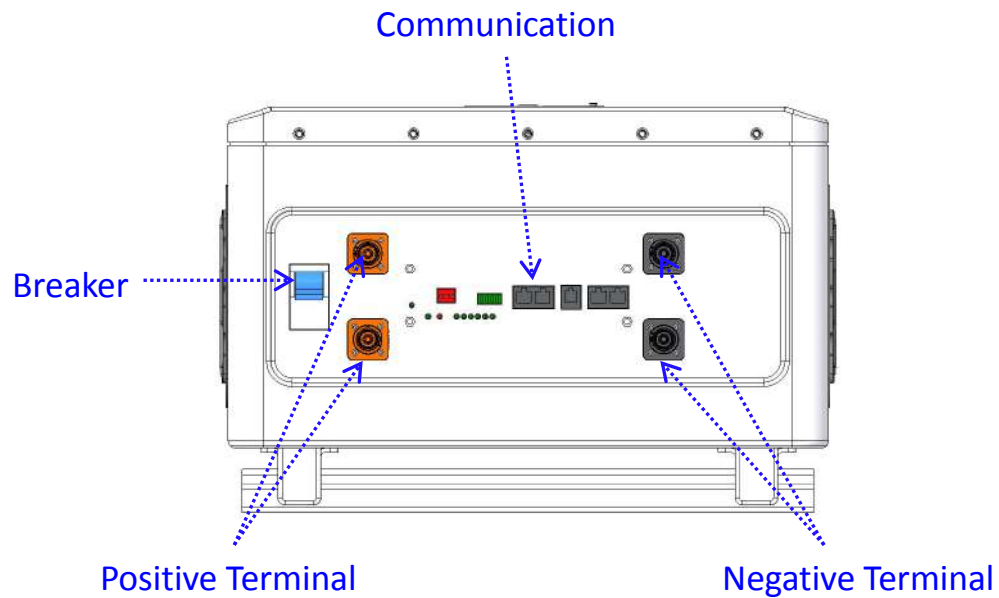 Communication
Breaker
Positive Terminal
Negative Terminal